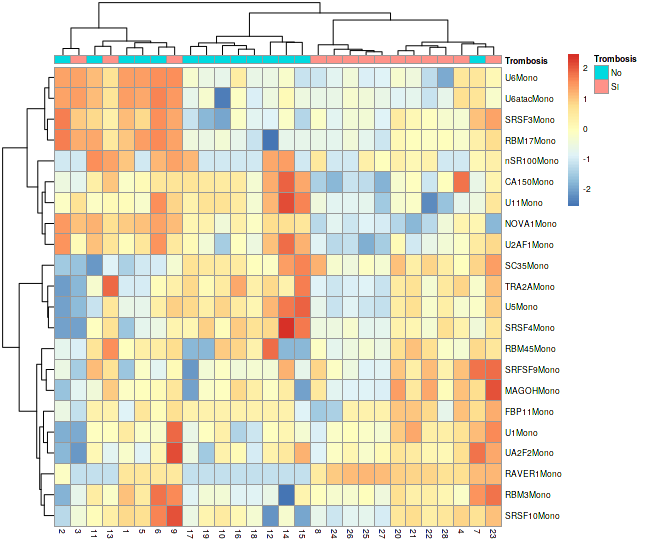 Trombosis
U6Mono
U6atacMono
SRSF3Mono
RBM17Mono
nSR100Mono
CA150Mono
U11Mono
NOVA1Mono
U2AF1Mono
SC35Mono
TRA2AMono
U5Mono
SRSF4Mono
RBM45Mono
SRFSF9Mono
MAGOHMono
FBP11Mono
U1Mono
UA2F2Mono
RAVER1Mono
RBM3Mono
SRSF10Mono
2 3 11 13 1 5 6 9 17 19 10 16 18 12 14 15 8 24 26 25 27 20 21 22 28 4 7 23
2
1
0
-1
-2
Trombosis
No
SI